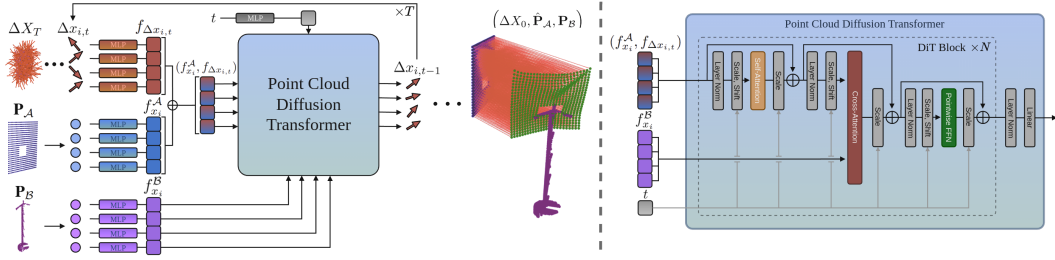 ΔX_T
Δx_{i,t}
f_{Δx_{i,t}}
t
MLP
×T
MLP
MLP
MLP
MLP
P_A
f^A_{x_i}
(f^A_{x_i}, f_{Δx_{i,t}})
MLP
MLP
MLP
MLP
Point Cloud
Diffusion
Transformer
Δx_{i,t−1}
P_B
f^B_{x_i}
MLP
MLP
MLP
MLP
(ΔX_0, P̂_A, P_B)
Point Cloud Diffusion Transformer
DiT Block ×N
(f^A_{x_i}, f_{Δx_{i,t}})
Layer Norm
Scale, Shift
Self-Attention
Scale
Layer Norm
Scale, Shift
Cross-Attention
Scale
Layer Norm
Scale, Shift
Pointwise FFN
Scale
Layer Norm
Linear
f^B_{x_i}
t